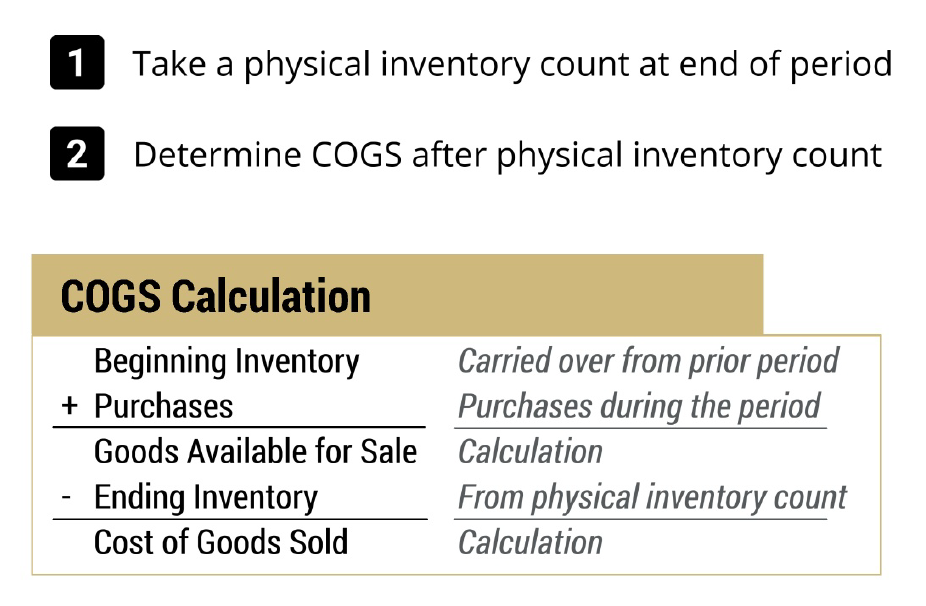 1 Take a physical inventory count at end of period
2 Determine COGS after physical inventory count
COGS Calculation
Beginning Inventory Carried over from prior period
+ Purchases Purchases during the period
Goods Available for Sale Calculation
- Ending Inventory From physical inventory count
Cost of Goods Sold Calculation